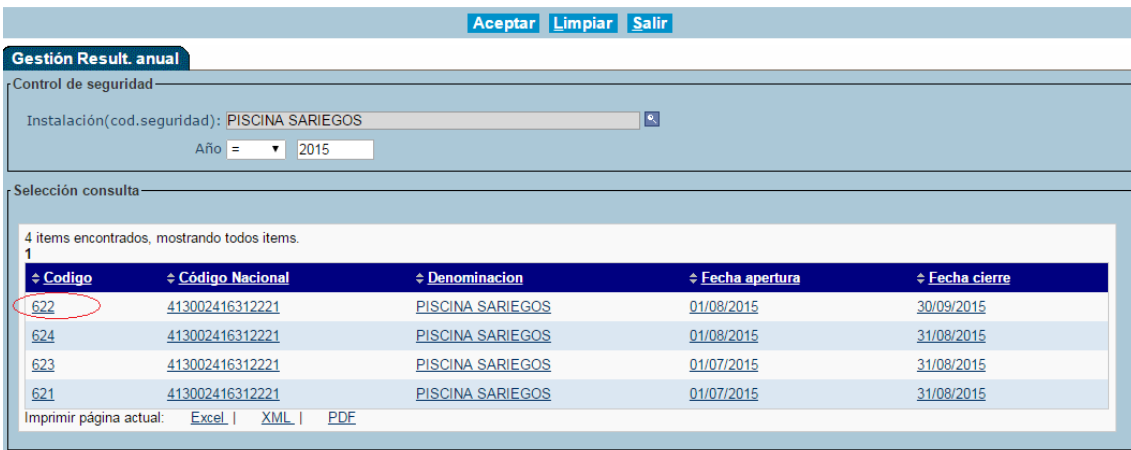 Aceptar Limpiar Salir
Gestión Result. anual
Control de seguridad
Instalación(cod.seguridad): PISCINA SARIEGOS
Año = 2015
Selección consulta
4 items encontrados, mostrando todos items.
1
Codigo Código Nacional Denominacion Fecha apertura Fecha cierre
622 413002416312221 PISCINA SARIEGOS 01/08/2015 30/09/2015
624 413002416312221 PISCINA SARIEGOS 01/08/2015 31/08/2015
623 413002416312221 PISCINA SARIEGOS 01/07/2015 31/08/2015
621 413002416312221 PISCINA SARIEGOS 01/07/2015 31/08/2015
Imprimir página actual: Excel | XML | PDF